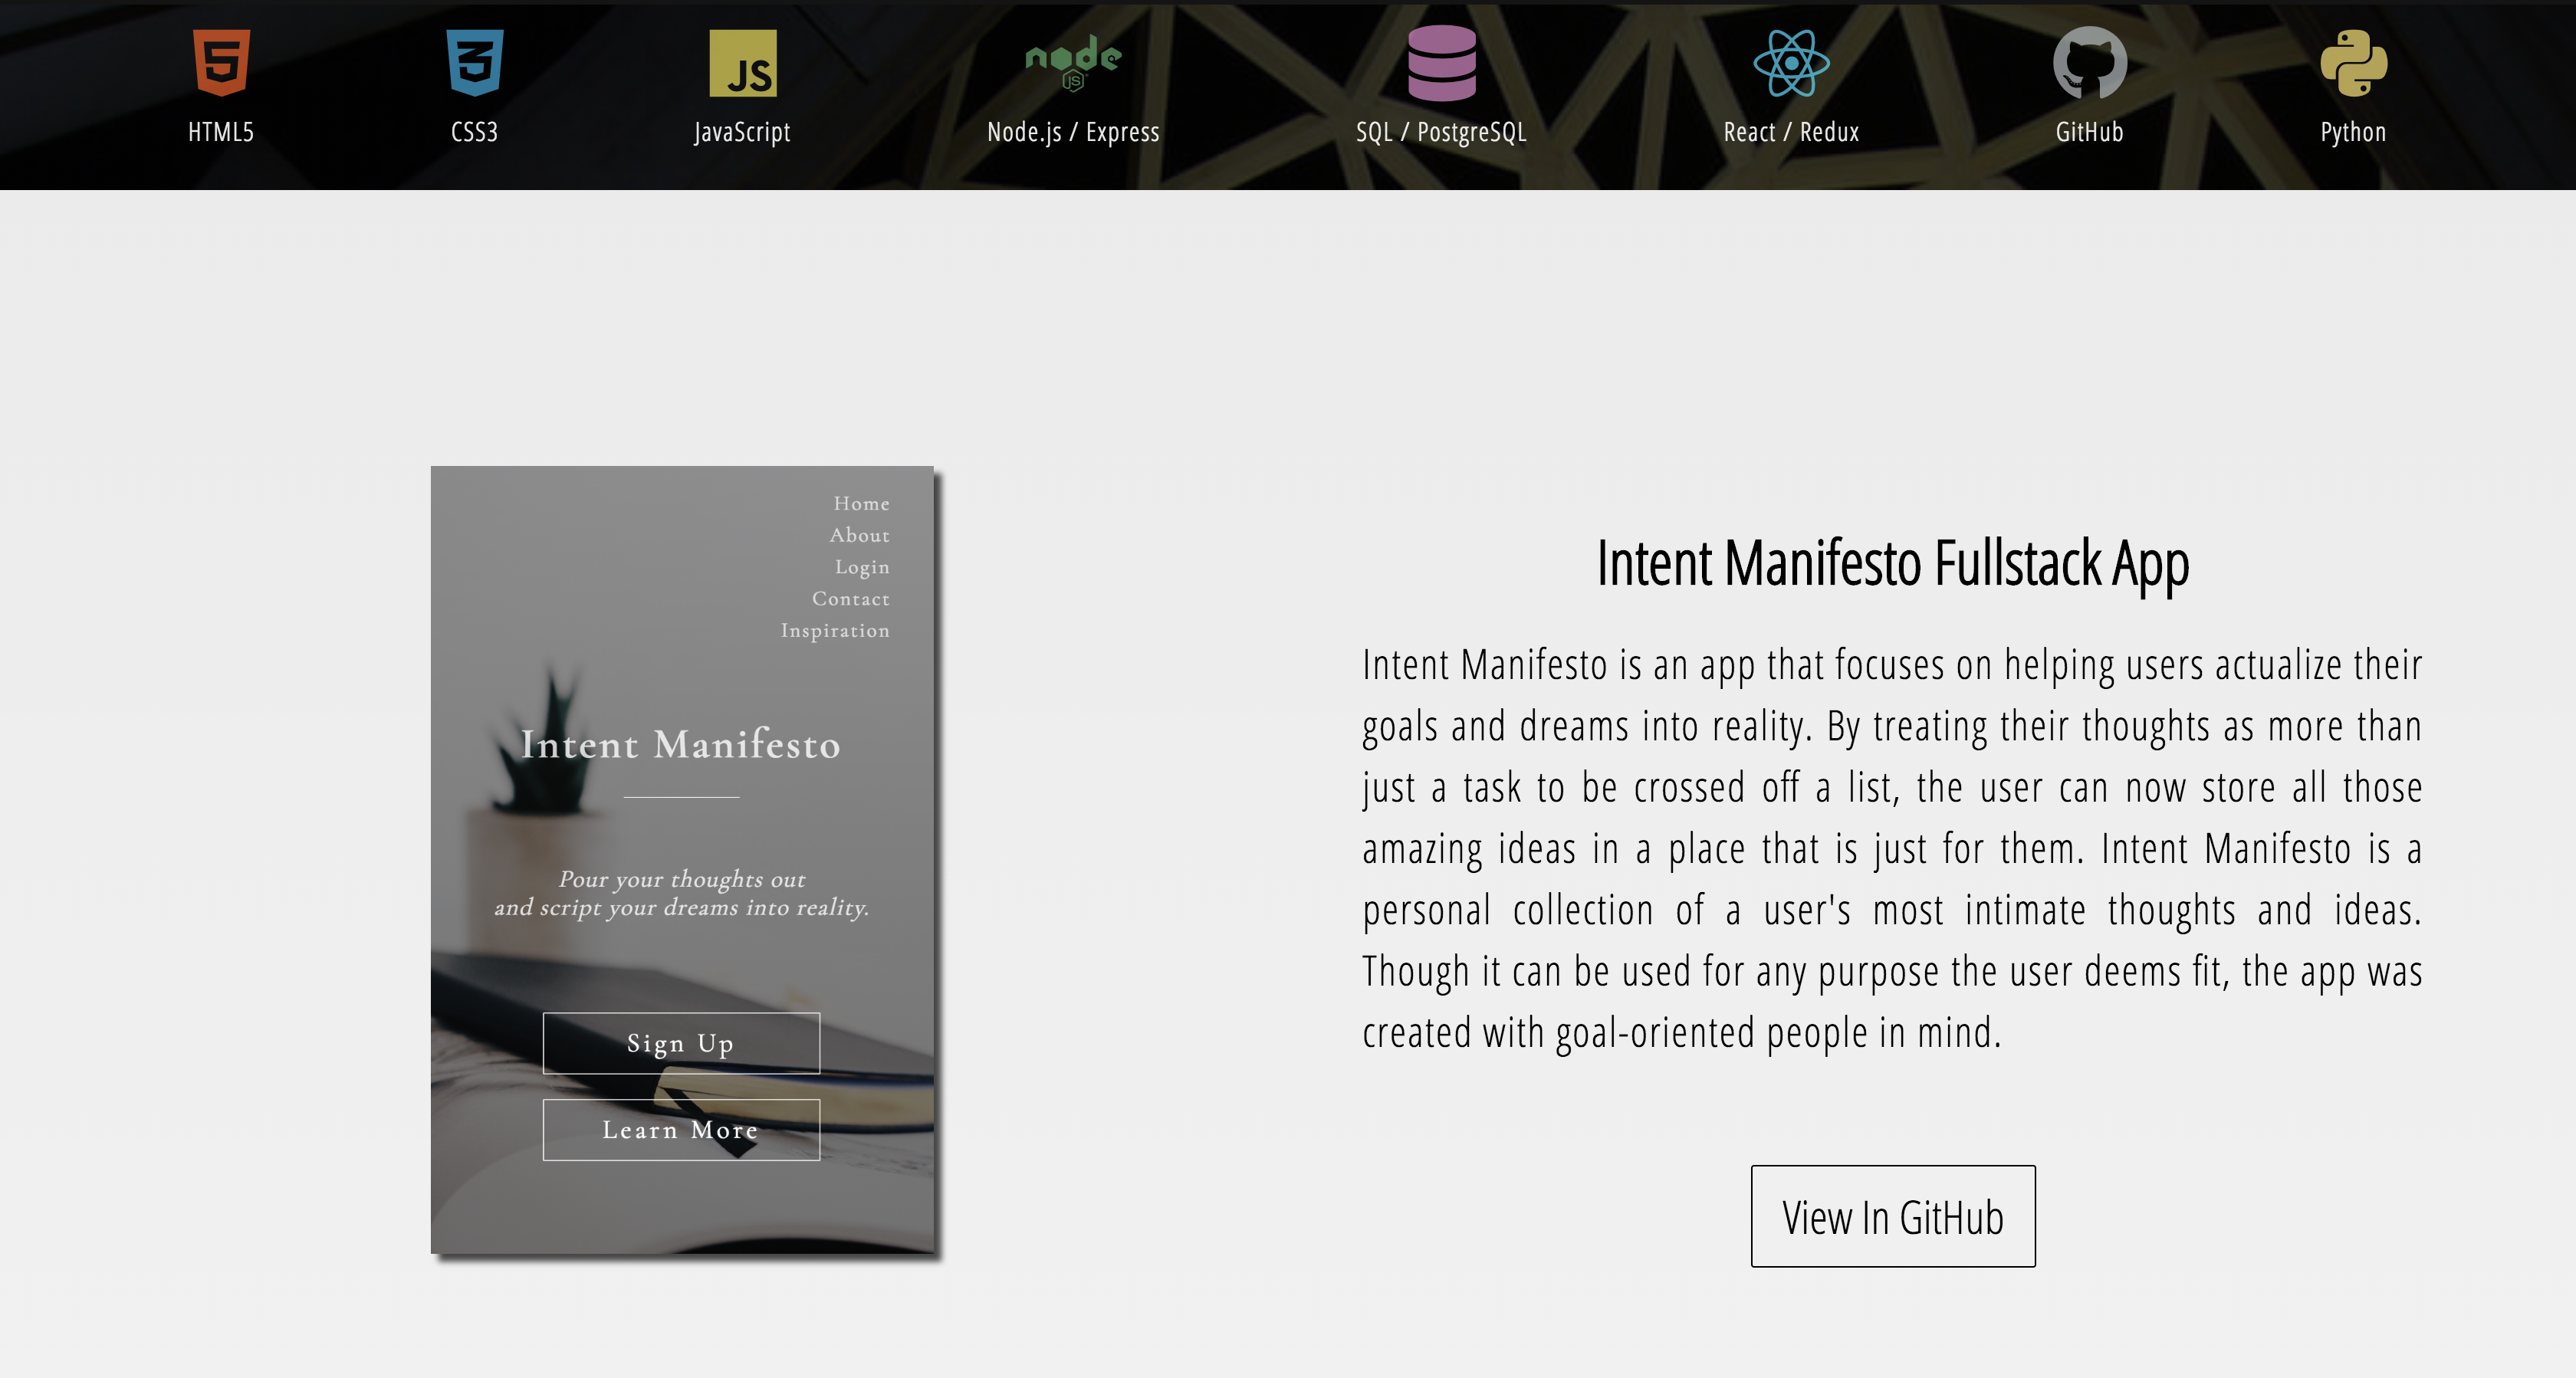 HTML5
CSS3
JS
JavaScript
node
JS
Node.js / Express
SQL / PostgreSQL
React / Redux
GitHub
Python
Home
About
Login
Contact
Inspiration
Intent Manifesto
Pour your thoughts out
and script your dreams into reality.
Sign Up
Learn More
Intent Manifesto Fullstack App
Intent Manifesto is an app that focuses on helping users actualize their
goals and dreams into reality. By treating their thoughts as more than
just a task to be crossed off a list, the user can now store all those
amazing ideas in a place that is just for them. Intent Manifesto is a
personal collection of a user's most intimate thoughts and ideas.
Though it can be used for any purpose the user deems fit, the app was
created with goal-oriented people in mind.
View In GitHub